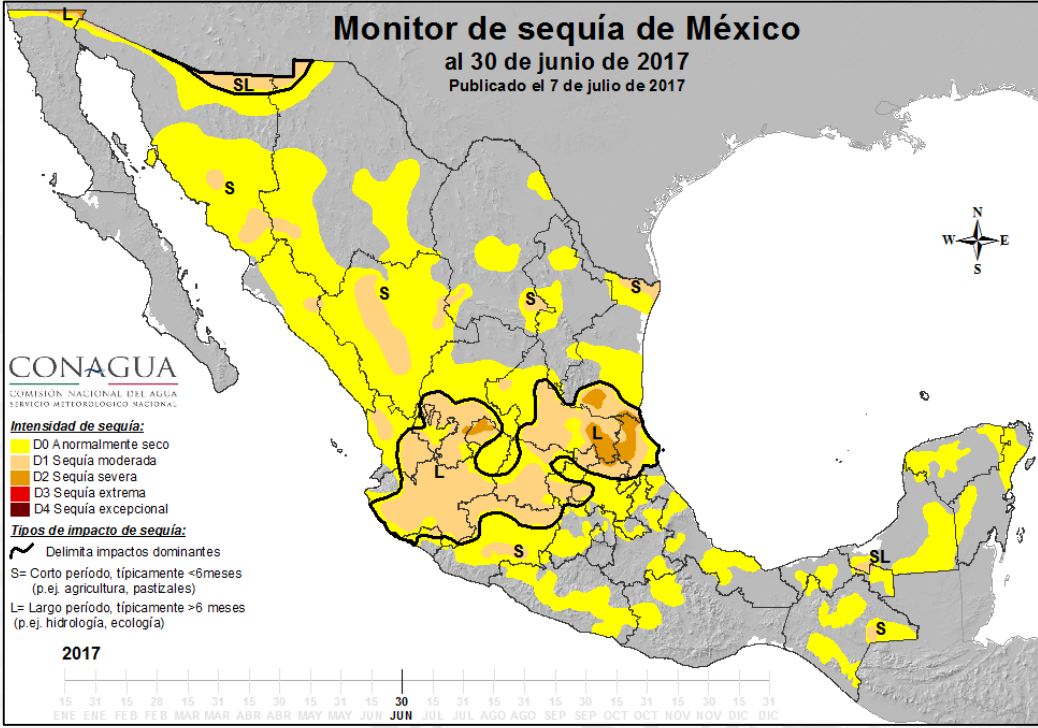 Monitor de sequía de México
al 30 de junio de 2017
Publicado el 7 de julio de 2017
L
SL
S
N
W E
S
S
S
S
L
L
S
SL
S
CONAGUA
COMISIÓN NACIONAL DEL AGUA
SERVICIO METEOROLÓGICO NACIONAL
Intensidad de sequía:
D0 Anormalmente seco
D1 Sequía moderada
D2 Sequía severa
D3 Sequía extrema
D4 Sequía excepcional
Tipos de impacto de sequía:
Delimita impactos dominantes
S= Corto período, típicamente <6meses
(p.ej. agricultura, pastizales)
L= Largo período, típicamente >6 meses
(p.ej. hidrología, ecología)
2017
15 31 15 28 15 31 15 30 15 31 15 30 15 31 15 31 15 30 15 31 15 30 15 31
ENE ENE FEB FEB MAR MAR ABR ABR MAY MAY JUN JUN JUL JUL AGO AGO SEP SEP OCT OCT NOV NOV DIC DIC